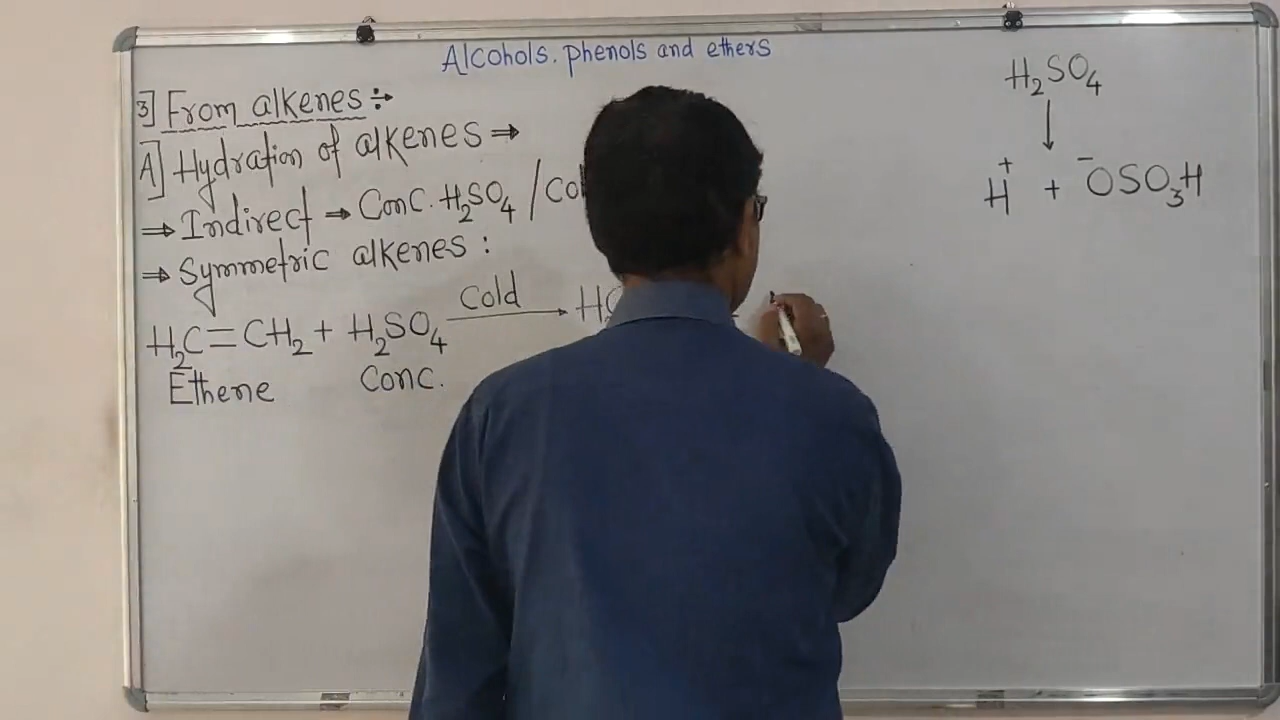 Alcohols. phenols and ethers
3] From alkenes :-
A] Hydration of alkenes ⇒
⇒ Indirect ⇒ Conc. H₂SO₄ /
⇒ Symmetric alkenes :
H₂C=CH₂ + H₂SO₄ cold →
Ethene Conc.
H₂SO₄
↓
H⁺ + ⁻OSO₃H